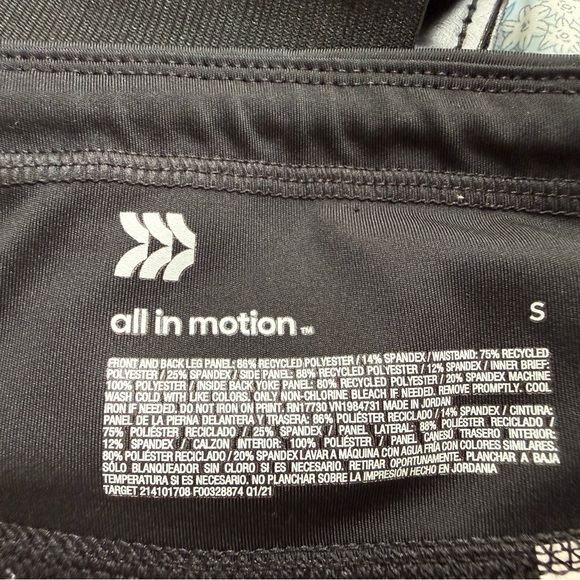 all in motion™
S
FRONT AND BACK LEG PANEL: 86% RECYCLED POLYESTER / 14% SPANDEX / WAISTBAND: 75% RECYCLED
POLYESTER / 25% SPANDEX / SIDE PANEL: 88% POLYESTER / 12% SPANDEX / INNER BRIEF:
100% POLYESTER / INSIDE BACK YOKE PANEL: 80% RECYCLED POLYESTER / 20% SPANDEX MACHINE
WASH COLD WITH LIKE COLORS. ONLY NON-CHLORINE BLEACH IF NEEDED. REMOVE PROMPTLY. COOL
IRON IF NEEDED. DO NOT IRON ON PRINT. RN17730 VN1984731 MADE IN JORDAN
PANEL DE LA PIERNA DELANTERA Y TRASERA: 86% POLIÉSTER RECICLADO / 14% SPANDEX / CINTURA:
75% POLIÉSTER RECICLADO / 25% SPANDEX / PANEL LATERAL 88% POLIÉSTER RECICLADO
12% SPANDEX / CALZON INTERIOR: 100% POLIÉSTER / PANEL CANESÚ TRASERO INTERIOR:
80% POLIÉSTER RECICLADO / 20% SPANDEX LAVAR A MÁQUINA CON AGUA FRÍA CON COLORES SIMILARES.
SÓLO BLANQUEADOR SIN CLORO SI ES NECESARIO. RETIRAR OPORTUNAMENTE. PLANCHAR A BAJA
TEMPERATURA SI ES NECESARIO. NO PLANCHAR SOBRE LA IMPRESIÓN HECHO EN JORDANIA
TARGET 214101708 F00328874 Q1/21